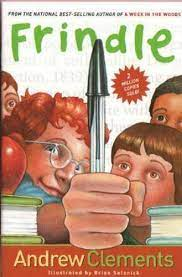 FROM THE NATIONAL BEST-SELLING AUTHOR OF A WEEK IN THE WOODS
Frindle
2
MILLION
COPIES
SOLD!
Andrew Clements
Illustrated by Brian Selznick